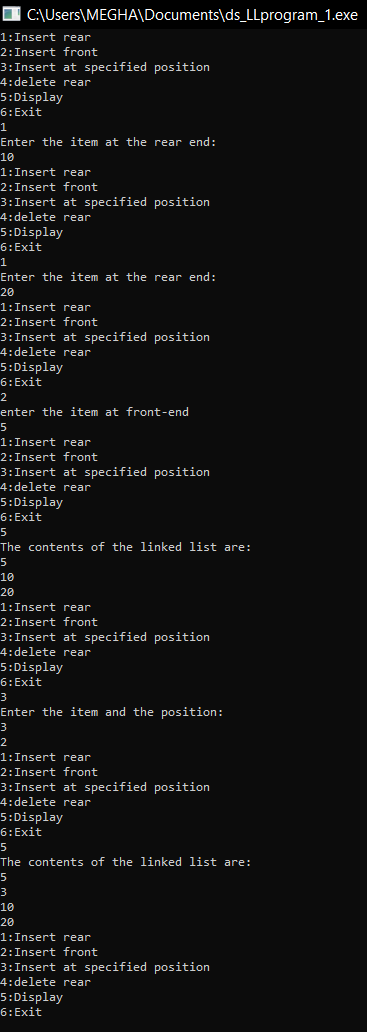 C:\Users\MEGHA\Documents\ds_LLprogram_1.exe
1:Insert rear
2:Insert front
3:Insert at specified position
4:delete rear
5:Display
6:Exit
1
Enter the item at the rear end:
10
1:Insert rear
2:Insert front
3:Insert at specified position
4:delete rear
5:Display
6:Exit
1
Enter the item at the rear end:
20
1:Insert rear
2:Insert front
3:Insert at specified position
4:delete rear
5:Display
6:Exit
2
enter the item at front-end
5
1:Insert rear
2:Insert front
3:Insert at specified position
4:delete rear
5:Display
6:Exit
5
The contents of the linked list are:
5
10
20
1:Insert rear
2:Insert front
3:Insert at specified position
4:delete rear
5:Display
6:Exit
3
Enter the item and the position:
3
2
1:Insert rear
2:Insert front
3:Insert at specified position
4:delete rear
5:Display
6:Exit
5
The contents of the linked list are:
5
3
10
20
1:Insert rear
2:Insert front
3:Insert at specified position
4:delete rear
5:Display
6:Exit